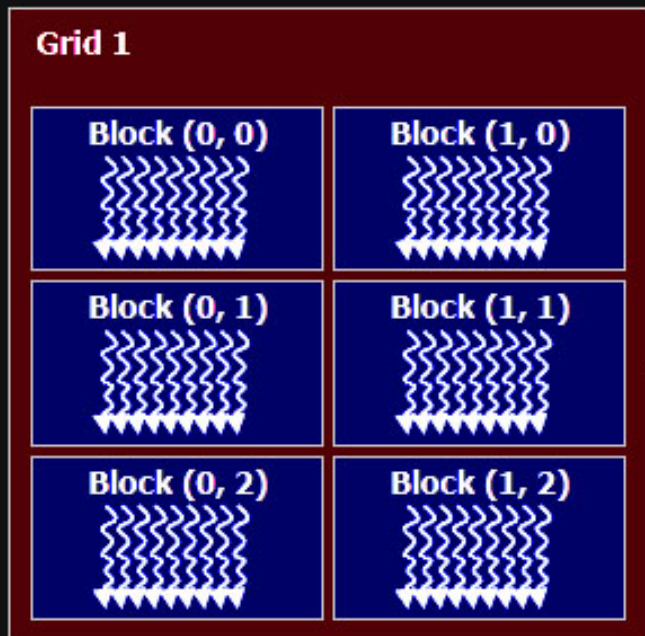 Grid 1
Block (0, 0)
Block (1, 0)
Block (0, 1)
Block (1, 1)
Block (0, 2)
Block (1, 2)